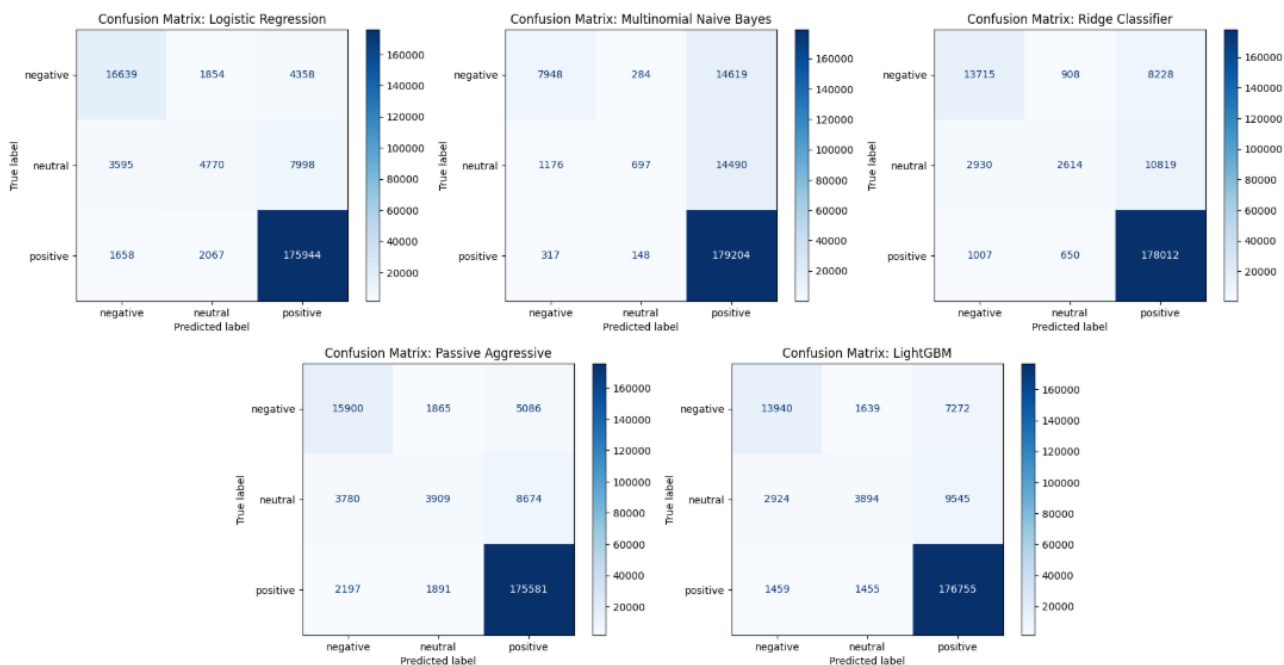 Confusion Matrix: Logistic Regression
negative 16639 1854 4358
neutral 3595 4770 7998
positive 1658 2067 175944
negative neutral positive
Predicted label
True label
160000
140000
120000
100000
80000
60000
40000
20000
Confusion Matrix: Multinomial Naive Bayes
negative 7948 284 14619
neutral 1176 697 14490
positive 317 148 179204
negative neutral positive
Predicted label
True label
160000
140000
120000
100000
80000
60000
40000
20000
Confusion Matrix: Ridge Classifier
negative 13715 908 8228
neutral 2930 2614 10819
positive 1007 650 178012
negative neutral positive
Predicted label
True label
160000
140000
120000
100000
80000
60000
40000
20000
Confusion Matrix: Passive Aggressive
negative 15900 1865 5086
neutral 3780 3909 8674
positive 2197 1891 175581
negative neutral positive
Predicted label
True label
160000
140000
120000
100000
80000
60000
40000
20000
Confusion Matrix: LightGBM
negative 13940 1639 7272
neutral 2924 3894 9545
positive 1459 1455 176755
negative neutral positive
Predicted label
True label
160000
140000
120000
100000
80000
60000
40000
20000